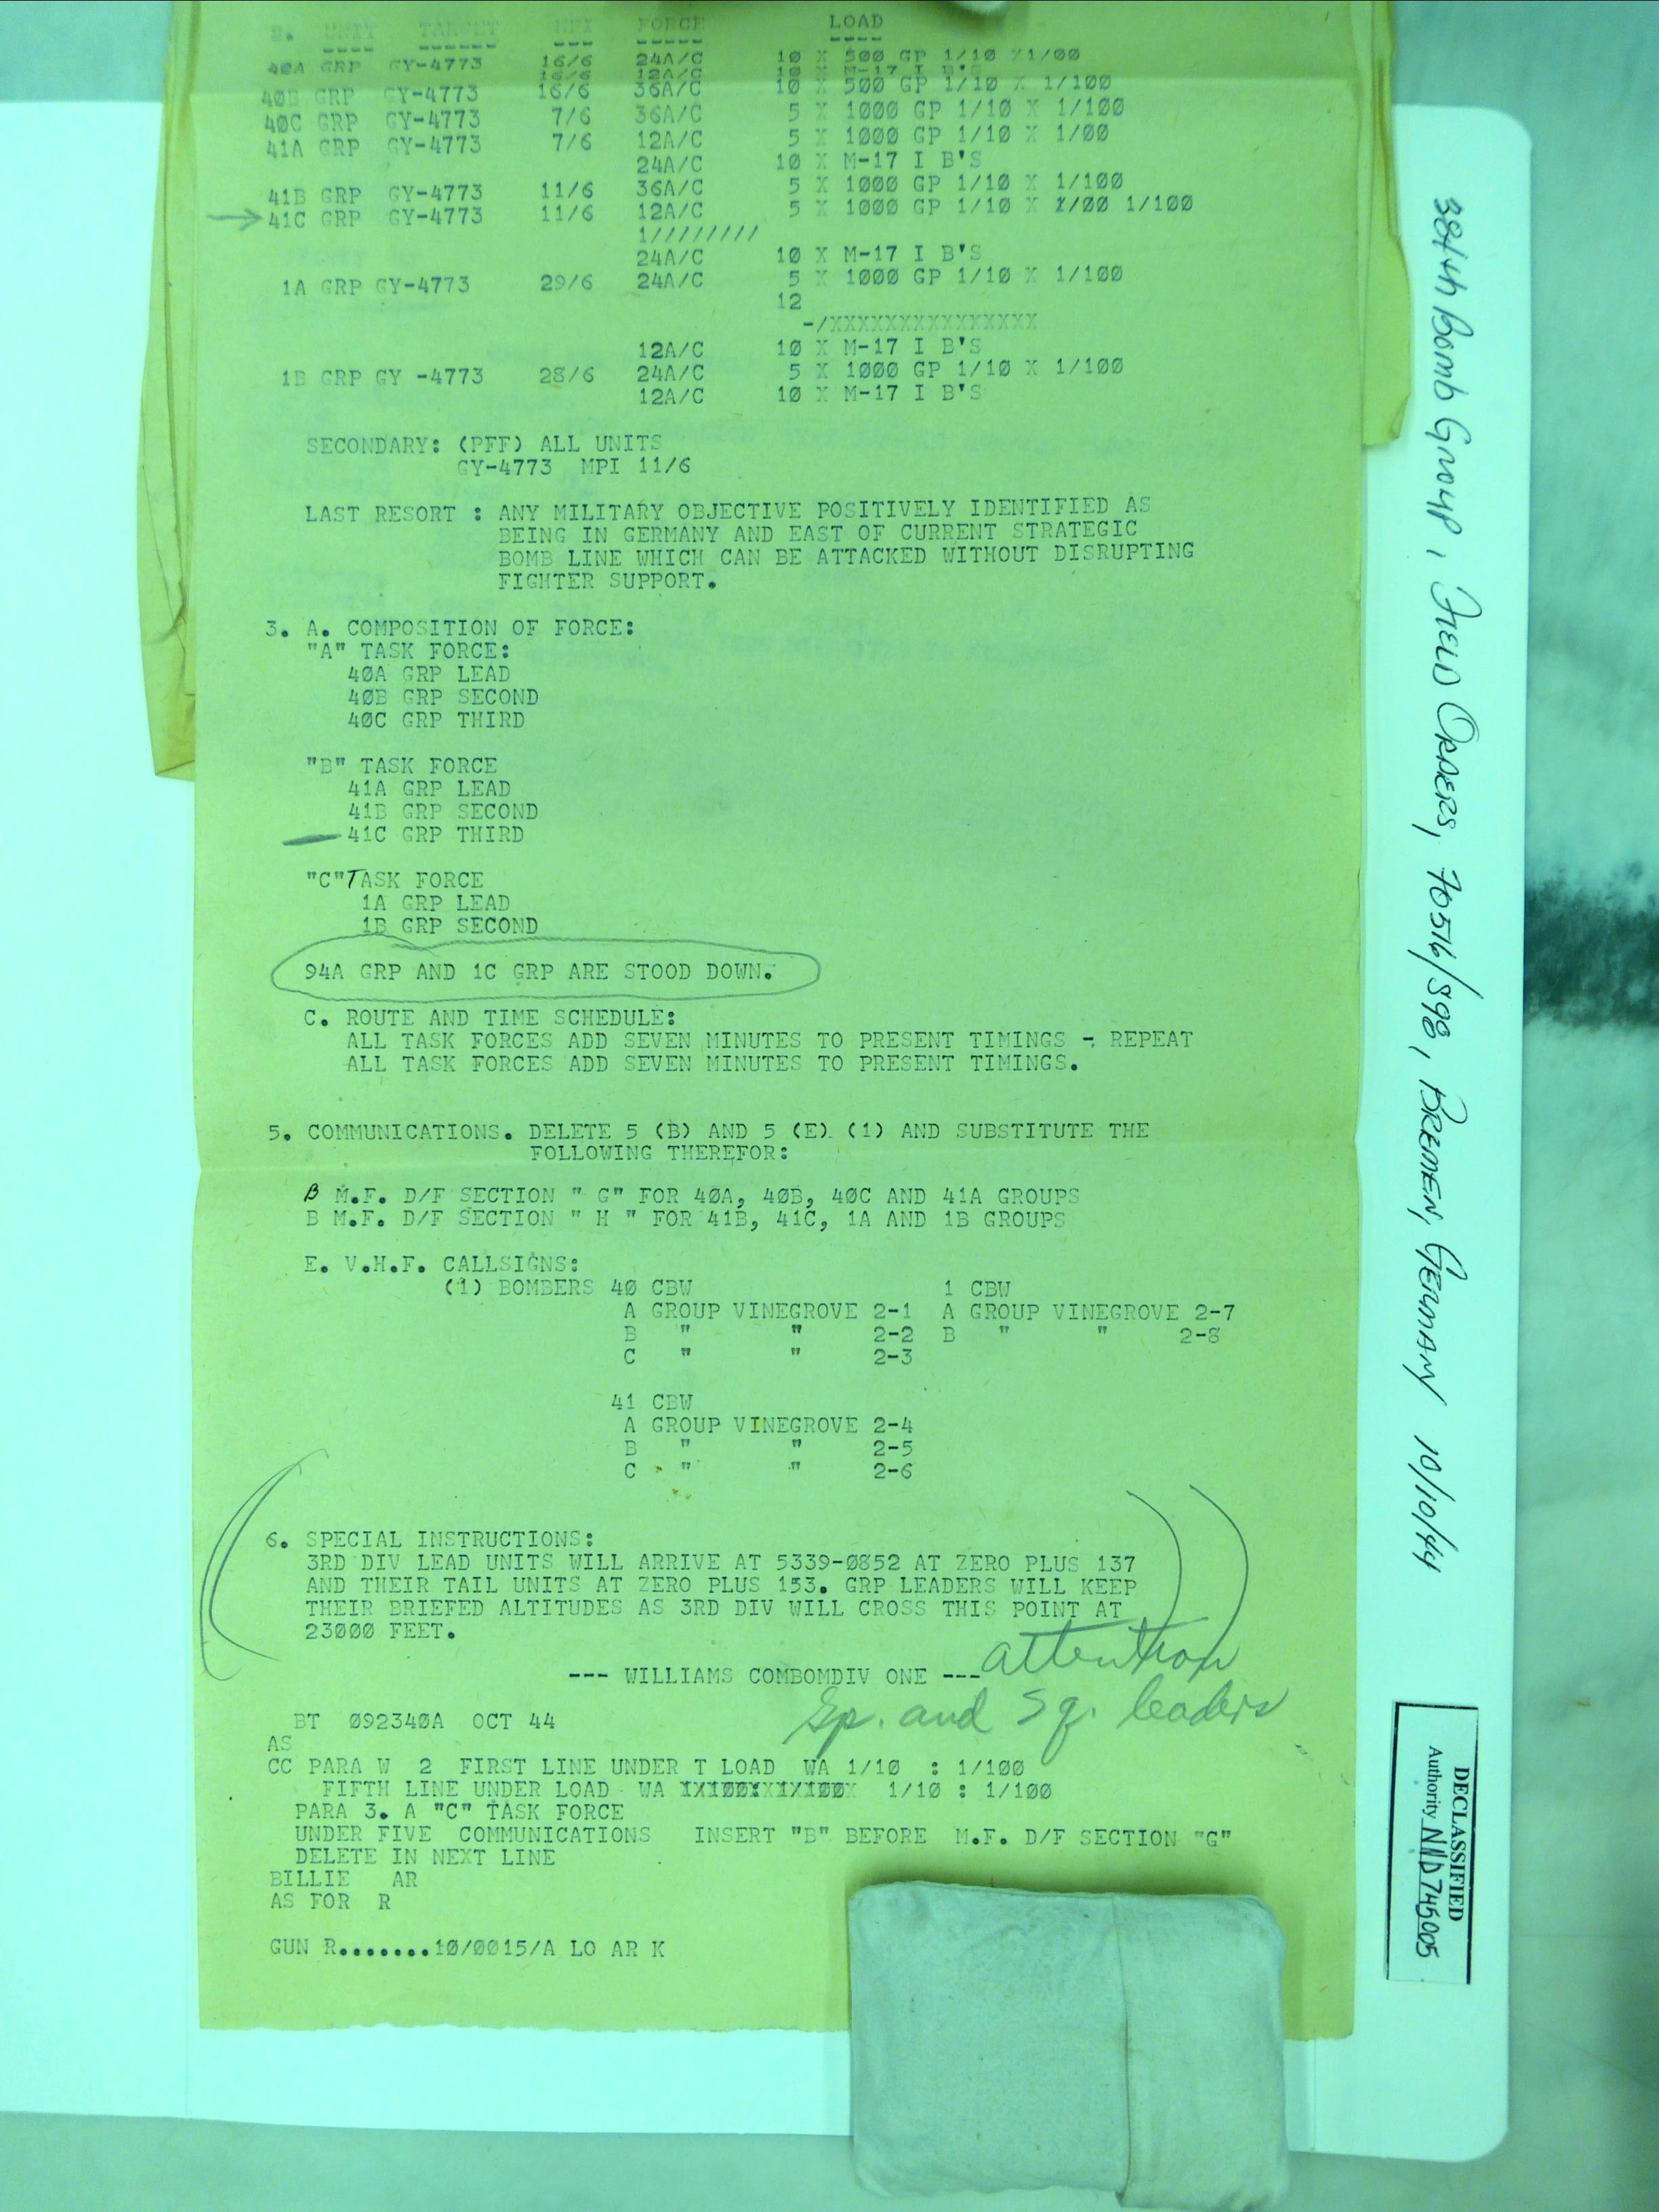 2. UNIT TARGET MPI FORCE LOAD
40A GRP GY-4773 16/6 24A/C 10 X 500 GP 1/10 X1/00
16/6 12A/C 10 X M-17 I B'S
40B GRP GY-4773 16/6 36A/C 10 X 500 GP 1/10 X 1/100
40C GRP GY-4773 7/6 36A/C 5 X 1000 GP 1/10 X 1/100
41A GRP GY-4773 7/6 12A/C 5 X 1000 GP 1/10 X 1/00
24A/C 10 X M-17 I B'S
41B GRP GY-4773 11/6 36A/C 5 X 1000 GP 1/10 X 1/100
41C GRP GY-4773 11/6 12A/C 5 X 1000 GP 1/10 X 1/00 1/100
1////////
24A/C 10 X M-17 I B'S
1A GRP GY-4773 29/6 24A/C 5 X 1000 GP 1/10 X 1/100
12
-/XXXXXXXXXXXXXXX
12A/C 10 X M-17 I B'S
1B GRP GY -4773 28/6 24A/C 5 X 1000 GP 1/10 X 1/100
12A/C 10 X M-17 I B'S
SECONDARY: (PFF) ALL UNITS
GY-4773 MPI 11/6
LAST RESORT : ANY MILITARY OBJECTIVE POSITIVELY IDENTIFIED AS
BEING IN GERMANY AND EAST OF CURRENT STRATEGIC
BOMB LINE WHICH CAN BE ATTACKED WITHOUT DISRUPTING
FIGHTER SUPPORT.
3. A. COMPOSITION OF FORCE:
"A" TASK FORCE:
40A GRP LEAD
40B GRP SECOND
40C GRP THIRD
"B" TASK FORCE
41A GRP LEAD
41B GRP SECOND
41C GRP THIRD
"C"TASK FORCE
1A GRP LEAD
1B GRP SECOND
94A GRP AND 1C GRP ARE STOOD DOWN.
C. ROUTE AND TIME SCHEDULE:
ALL TASK FORCES ADD SEVEN MINUTES TO PRESENT TIMINGS - REPEAT
ALL TASK FORCES ADD SEVEN MINUTES TO PRESENT TIMINGS.
5. COMMUNICATIONS. DELETE 5 (B) AND 5 (E) (1) AND SUBSTITUTE THE
FOLLOWING THEREFOR:
B M.F. D/F SECTION " G" FOR 40A, 40B, 40C AND 41A GROUPS
B M.F. D/F SECTION " H " FOR 41B, 41C, 1A AND 1B GROUPS
E. V.H.F. CALLSIGNS:
(1) BOMBERS 40 CBW 1 CBW
A GROUP VINEGROVE 2-1 A GROUP VINEGROVE 2-7
B " " 2-2 B " " 2-8
C " " 2-3
41 CBW
A GROUP VINEGROVE 2-4
B " " 2-5
C " " 2-6
6. SPECIAL INSTRUCTIONS:
3RD DIV LEAD UNITS WILL ARRIVE AT 5339-0852 AT ZERO PLUS 137
AND THEIR TAIL UNITS AT ZERO PLUS 153. GRP LEADERS WILL KEEP
THEIR BRIEFED ALTITUDES AS 3RD DIV WILL CROSS THIS POINT AT
23000 FEET.
--- WILLIAMS COMBOMDIV ONE ---
attention
Gp. and Sq. leaders
BT 092340A OCT 44
AS
CC PARA W 2 FIRST LINE UNDER T LOAD WA 1/10 : 1/100
FIFTH LINE UNDER LOAD WA 1/10 : 1/100
PARA 3. A "C" TASK FORCE
UNDER FIVE COMMUNICATIONS INSERT "B" BEFORE M.F. D/F SECTION "G"
DELETE IN NEXT LINE
BILLIE AR
AS FOR R
GUN R.......10/0015/A LO AR K
384th Bomb Group, Field Orders, 70516/598, Bremen, Germany 10/10/44
DECLASSIFIED
Authority NND745005